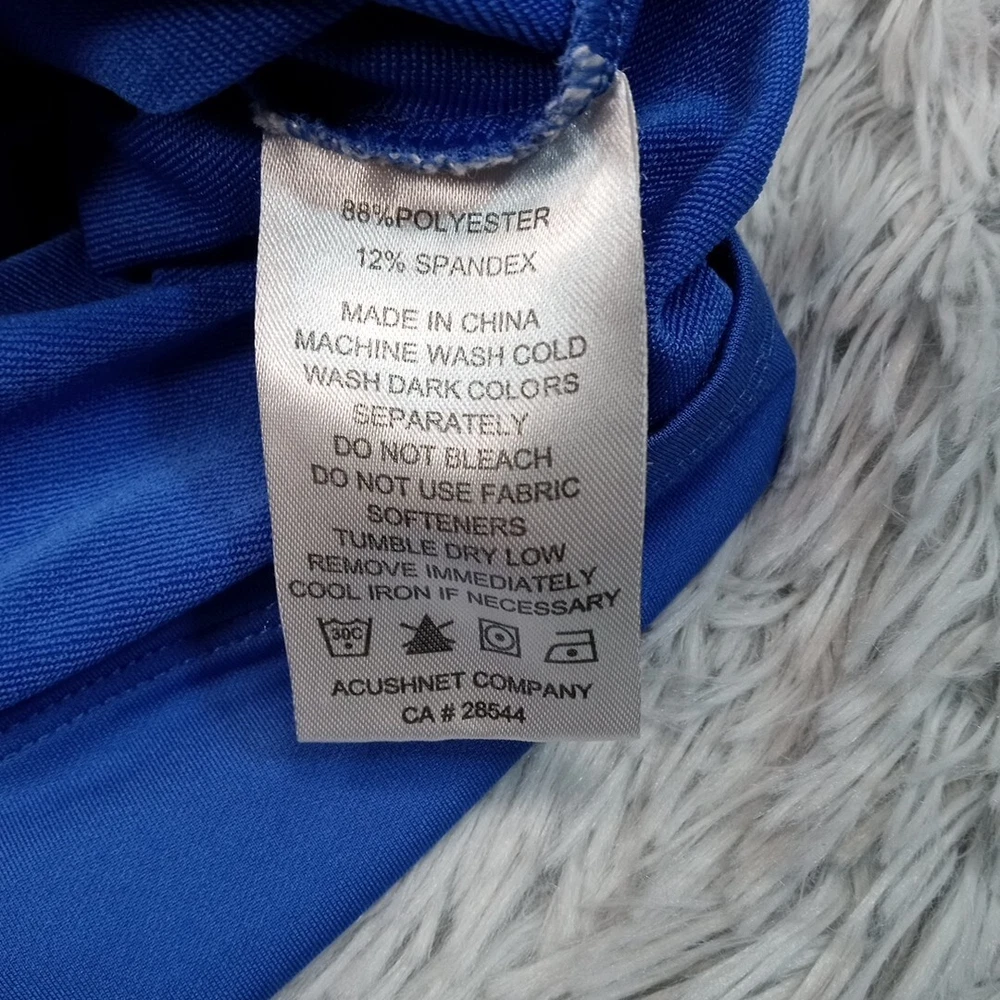 88%POLYESTER
12% SPANDEX
MADE IN CHINA
MACHINE WASH COLD
WASH DARK COLORS
SEPARATELY
DO NOT BLEACH
DO NOT USE FABRIC
SOFTENERS
TUMBLE DRY LOW
REMOVE IMMEDIATELY
COOL IRON IF NECESSARY
30C
ACUSHNET COMPANY
CA # 28544